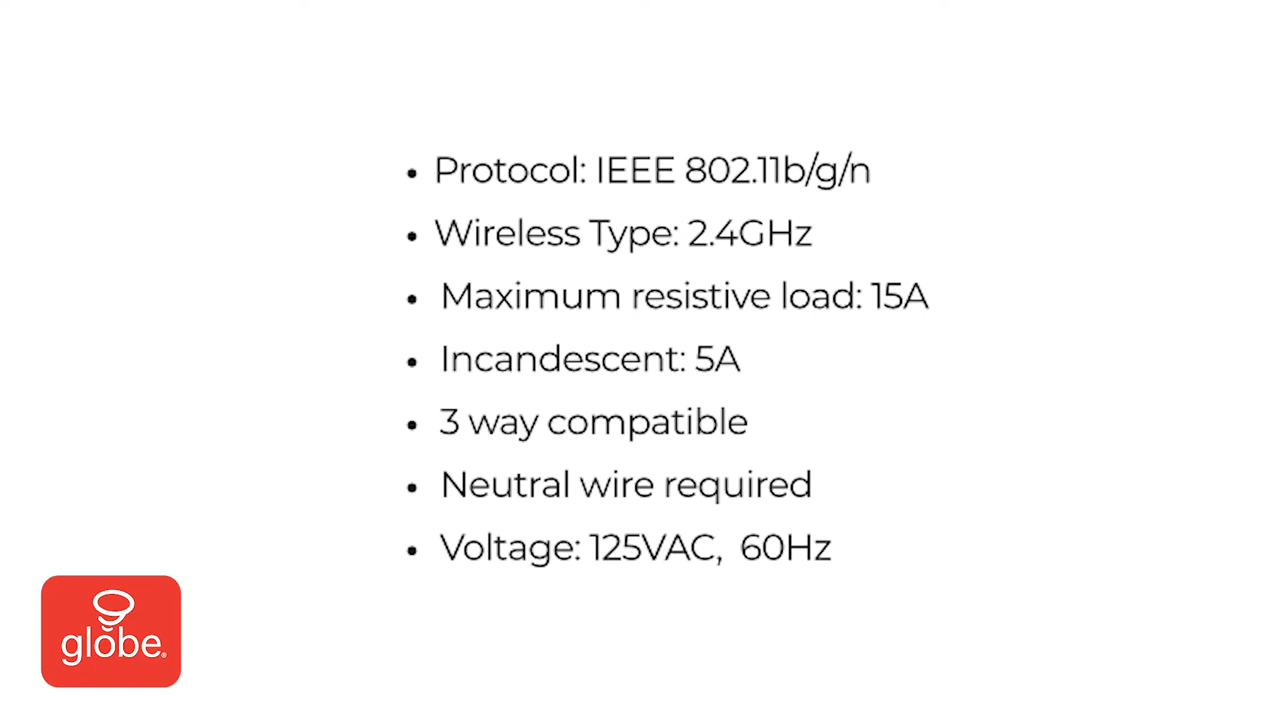 • Protocol: IEEE 802.11b/g/n
• Wireless Type: 2.4GHz
• Maximum resistive load: 15A
• Incandescent: 5A
• 3 way compatible
• Neutral wire required
• Voltage: 125VAC, 60Hz
globe®